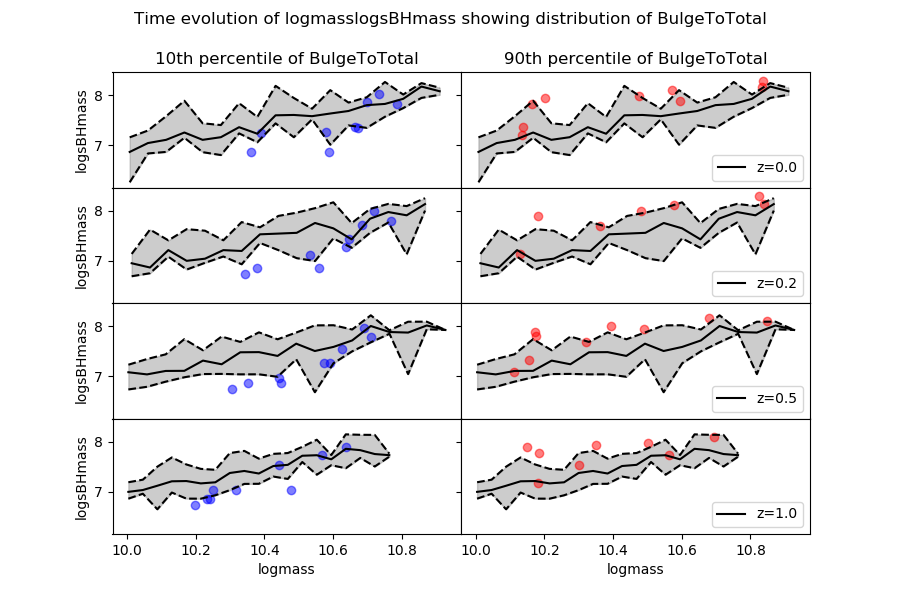 Time evolution of logmasslogsBHmass showing distribution of BulgeToTotal
10th percentile of BulgeToTotal
90th percentile of BulgeToTotal
logsBHmass
8
7
z=0.0
logsBHmass
8
7
z=0.2
logsBHmass
8
7
z=0.5
logsBHmass
8
7
z=1.0
10.0 10.2 10.4 10.6 10.8
10.0 10.2 10.4 10.6 10.8
logmass
logmass